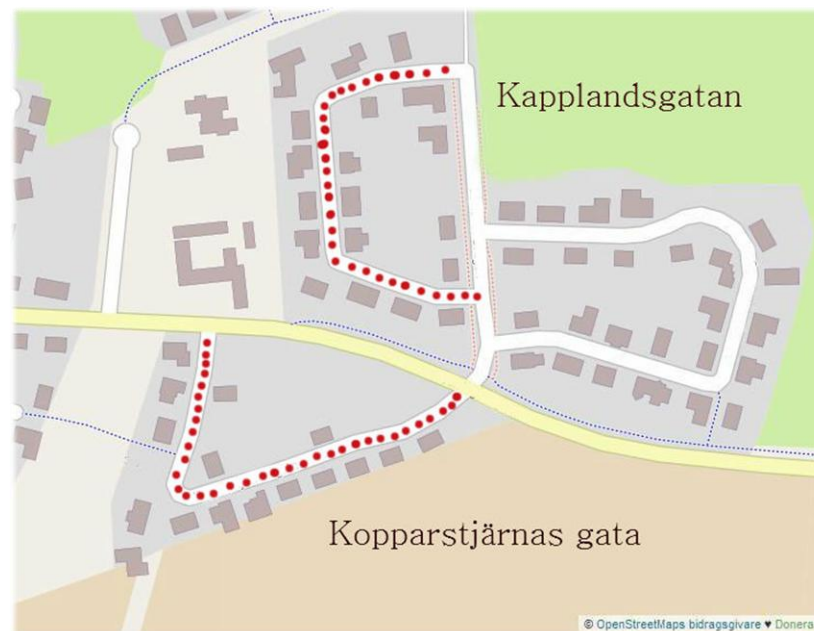 Kapplandsgatan
Kopparstjärnas gata
© OpenStreetMaps bidragsgivare ♥ Donera